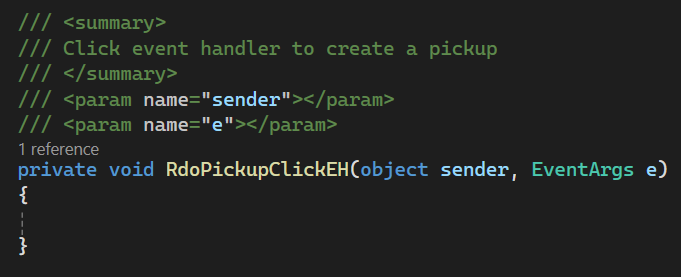 /// <summary>
/// Click event handler to create a pickup
/// </summary>
/// <param name="sender"></param>
/// <param name="e"></param>
1 reference
private void RdoPickupClickEH(object sender, EventArgs e)
{
}